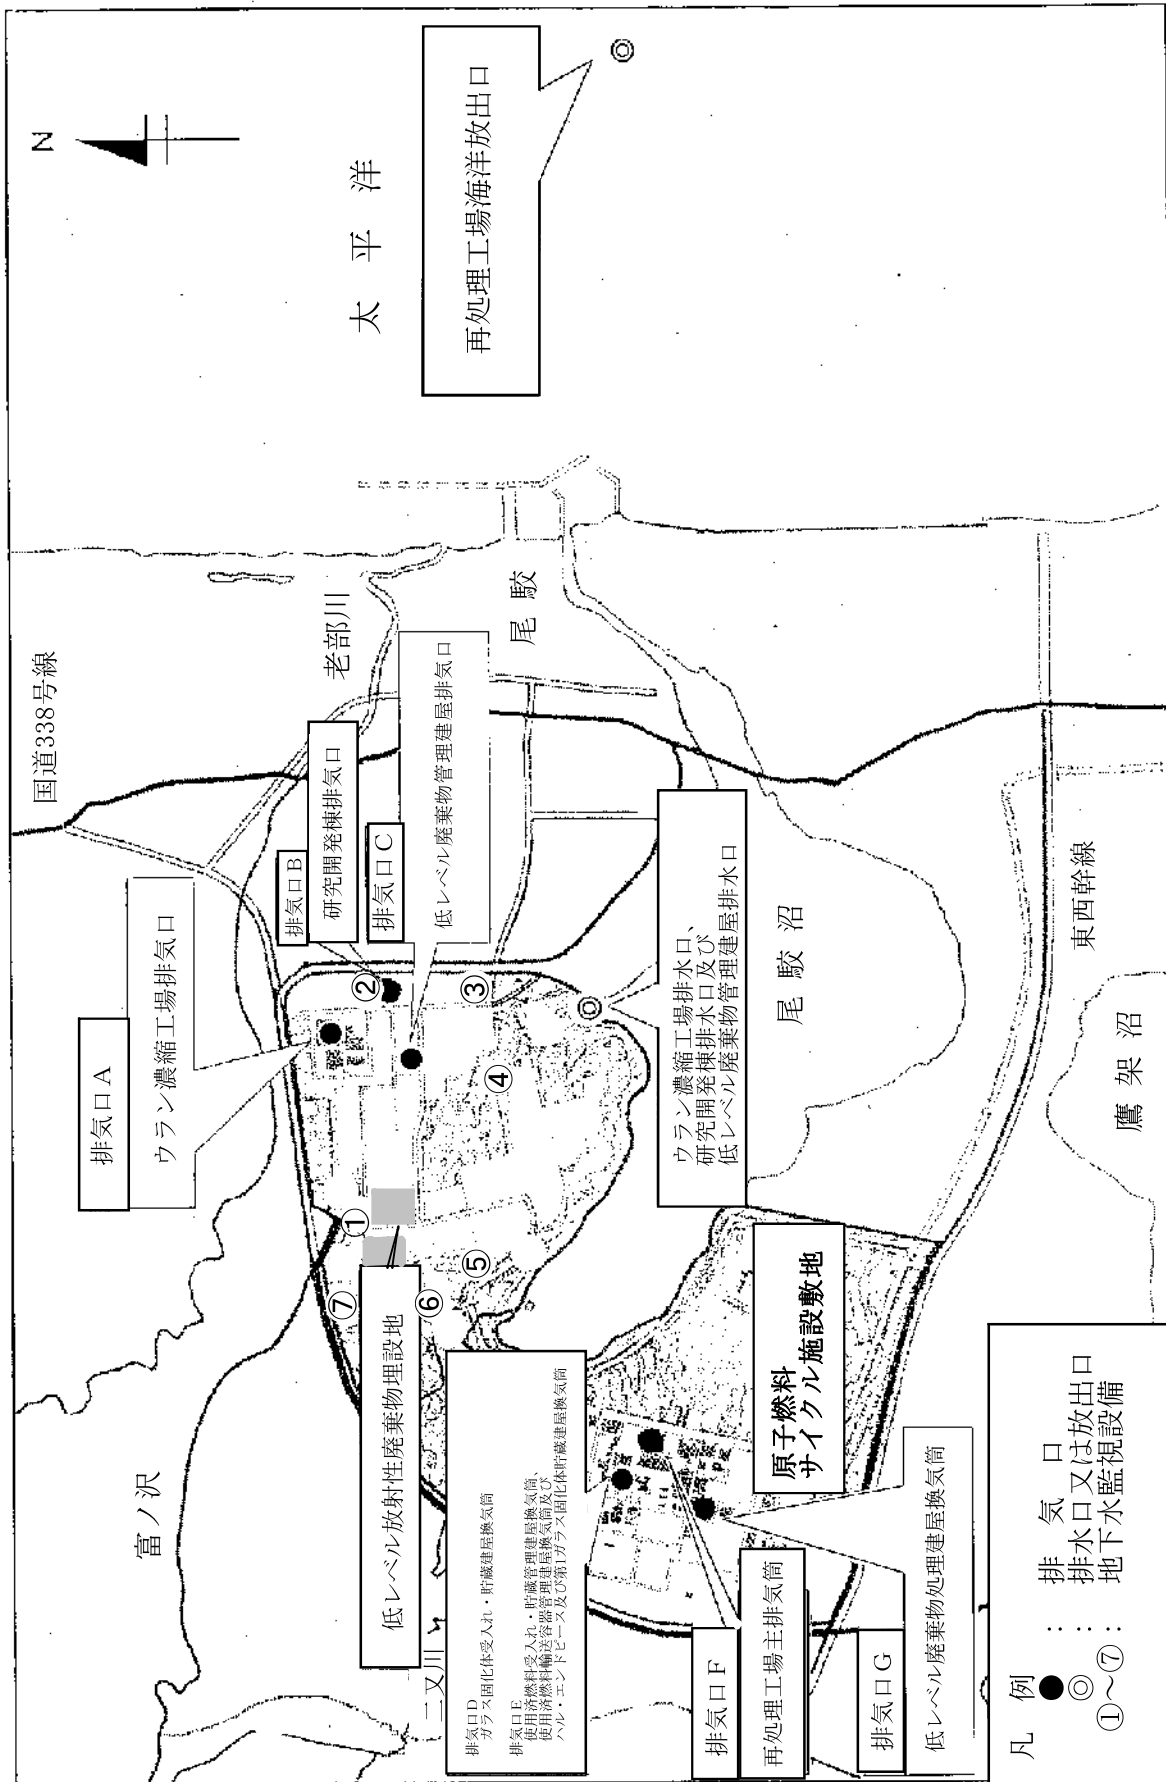 N
国道338号線
太平洋
再処理工場海洋放出口
老部川
尾駮
排気口A
ウラン濃縮工場排気口
排気口B
研究開発棟排気口
排気口C
低レベル廃棄物管理建屋排気口
富ノ沢
①
②
③
④
⑤
⑥
⑦
低レベル放射性廃棄物埋設地
二又川
ウラン濃縮工場排水口、
研究開発棟排水口及び
低レベル廃棄物管理建屋排水口
尾駮沼
東西幹線
鷹架沼
原子燃料
サイクル施設敷地
排気口D
ガラス固化体受入れ・貯蔵建屋換気筒
排気口E
使用済燃料受入れ・貯蔵管理建屋換気筒、
使用済燃料輸送容器管理建屋換気筒及び
ハル・エンドピース及び第1ガラス固化体貯蔵建屋換気筒
排気口F
再処理工場主排気筒
排気口G
低レベル廃棄物処理建屋換気筒
凡例
● : 排気口
◎ : 排水口又は放出口
①～⑦ : 地下水監視設備